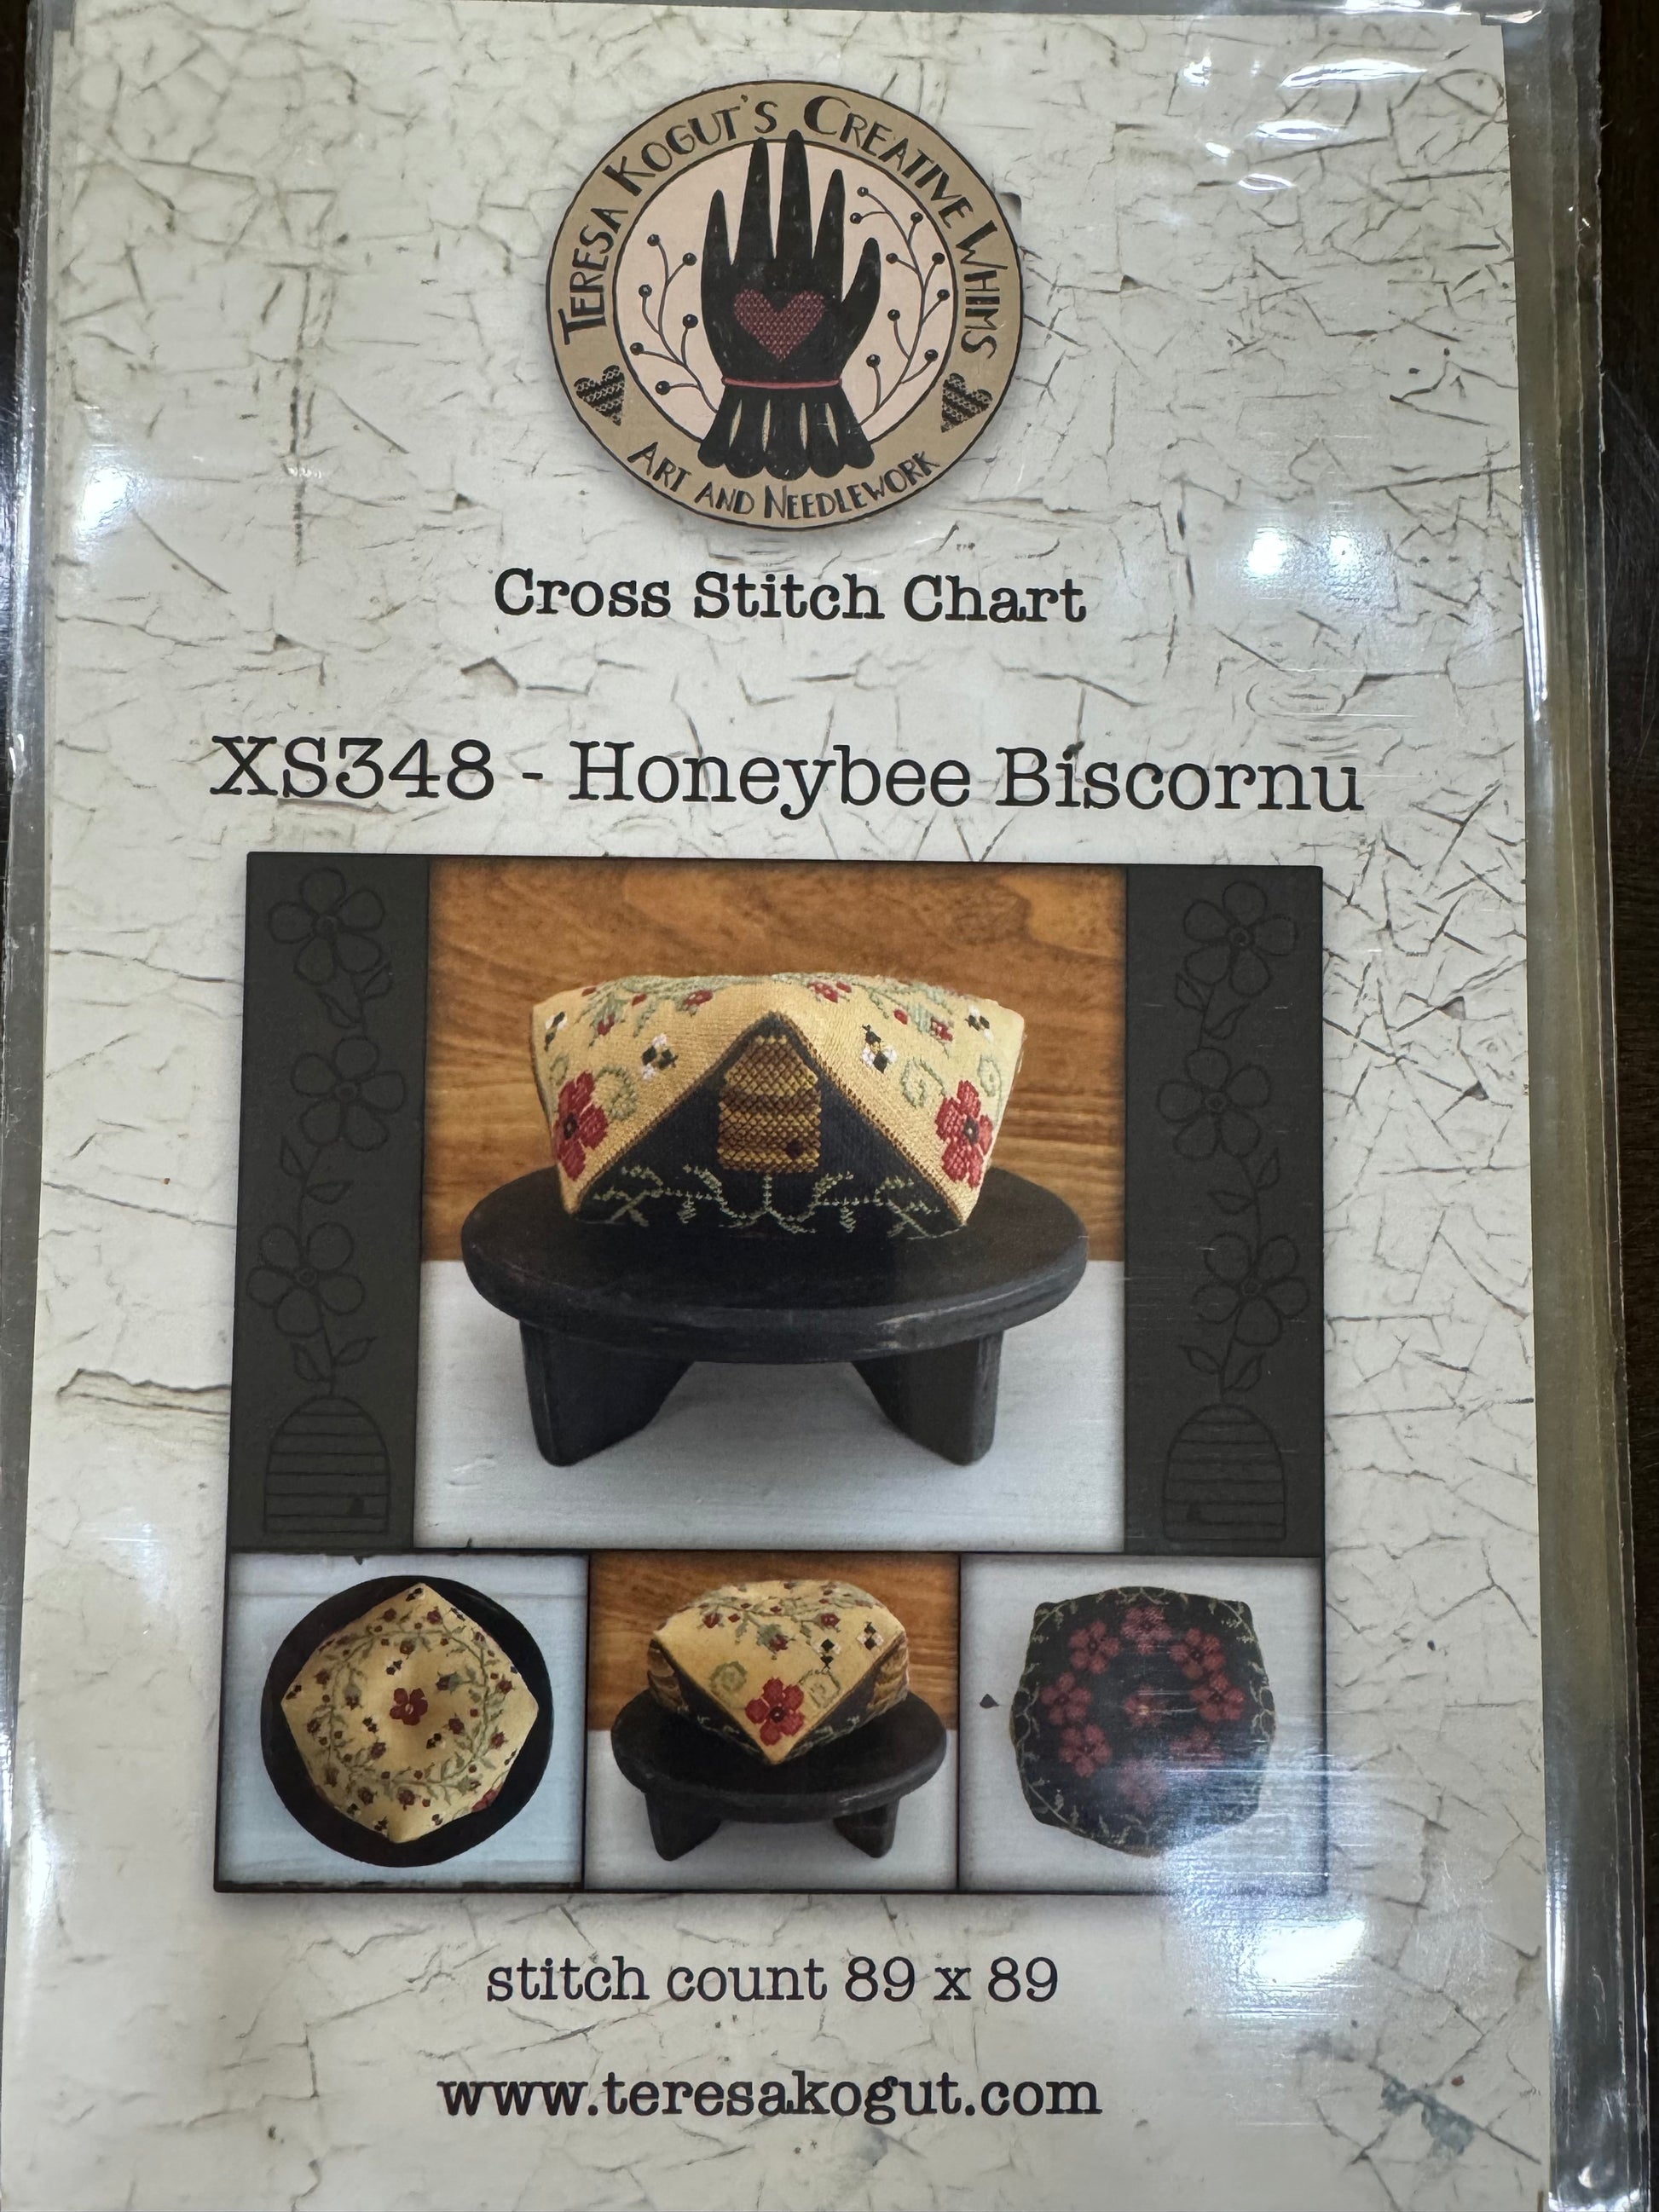 TERESA KOGUT'S CREATIVE WHIMS
ART AND NEEDLEWORK
Cross Stitch Chart
XS348 - Honeybee Biscornu
stitch count 89 x 89
www.teresakogut.com